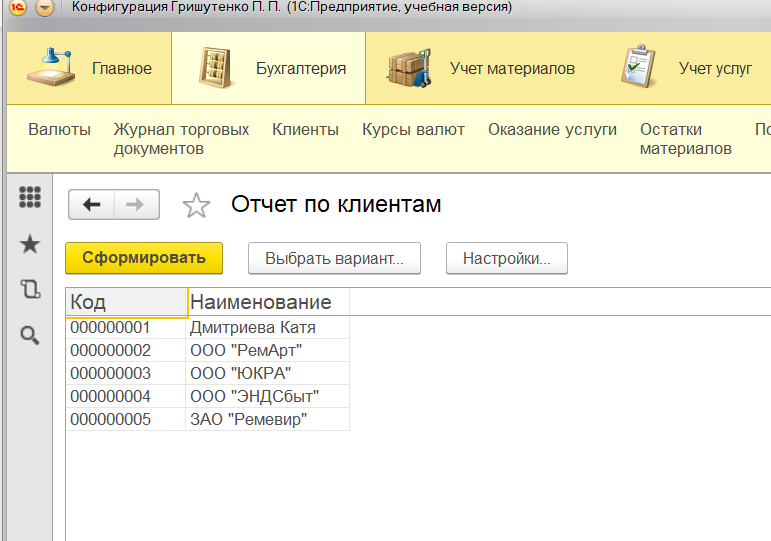 Конфигурация Гришутенко П. П. (1С:Предприятие, учебная версия)
Главное
Бухгалтерия
Учет материалов
Учет услуг
Валюты
Журнал торговых
документов
Клиенты
Курсы валют
Оказание услуги
Остатки
материалов
Отчет по клиентам
Сформировать
Выбрать вариант...
Настройки...
Код Наименование
000000001 Дмитриева Катя
000000002 ООО "РемАрт"
000000003 ООО "ЮКРА"
000000004 ООО "ЭНДСбыт"
000000005 ЗАО "Ремевир"